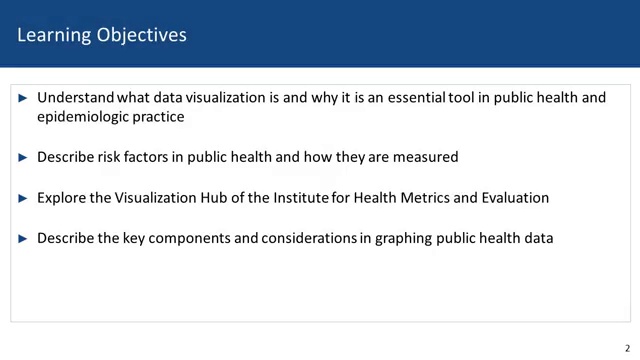 Learning Objectives
► Understand what data visualization is and why it is an essential tool in public health and
epidemiologic practice
► Describe risk factors in public health and how they are measured
► Explore the Visualization Hub of the Institute for Health Metrics and Evaluation
► Describe the key components and considerations in graphing public health data
2